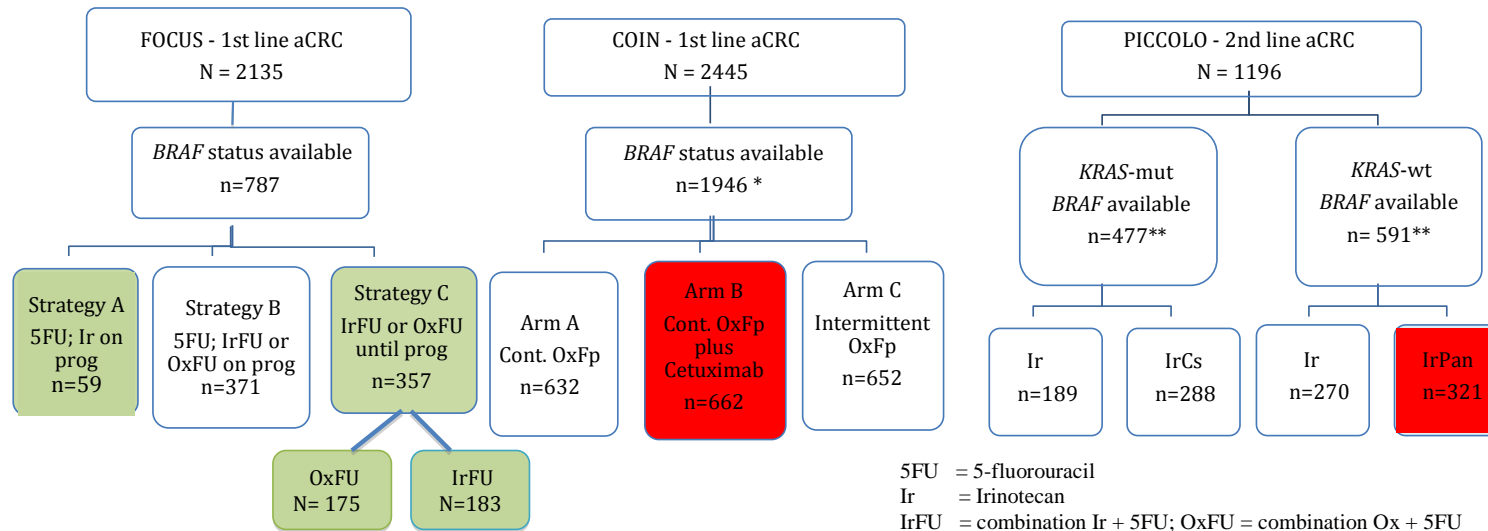 FOCUS - 1st line aCRC
N = 2135
BRAF status available
n=787
Strategy A
5FU; Ir on
prog
n=59
Strategy B
5FU; IrFU or
OxFU on prog
n=371
Strategy C
IrFU or OxFU
until prog
n=357
OxFU
N= 175
IrFU
N=183
COIN - 1st line aCRC
N = 2445
BRAF status available
n=1946 *
Arm A
Cont. OxFp
n=632
Arm B
Cont. OxFp
plus
Cetuximab
n=662
Arm C
Intermittent
OxFp
n=652
PICCOLO - 2nd line aCRC
N = 1196
KRAS-mut
BRAF available
n=477**
KRAS-wt
BRAF available
n= 591**
Ir
n=189
IrCs
n=288
Ir
n=270
IrPan
n=321
5FU = 5-fluorouracil
Ir = Irinotecan
IrFU = combination Ir + 5FU; OxFU = combination Ox + 5FU